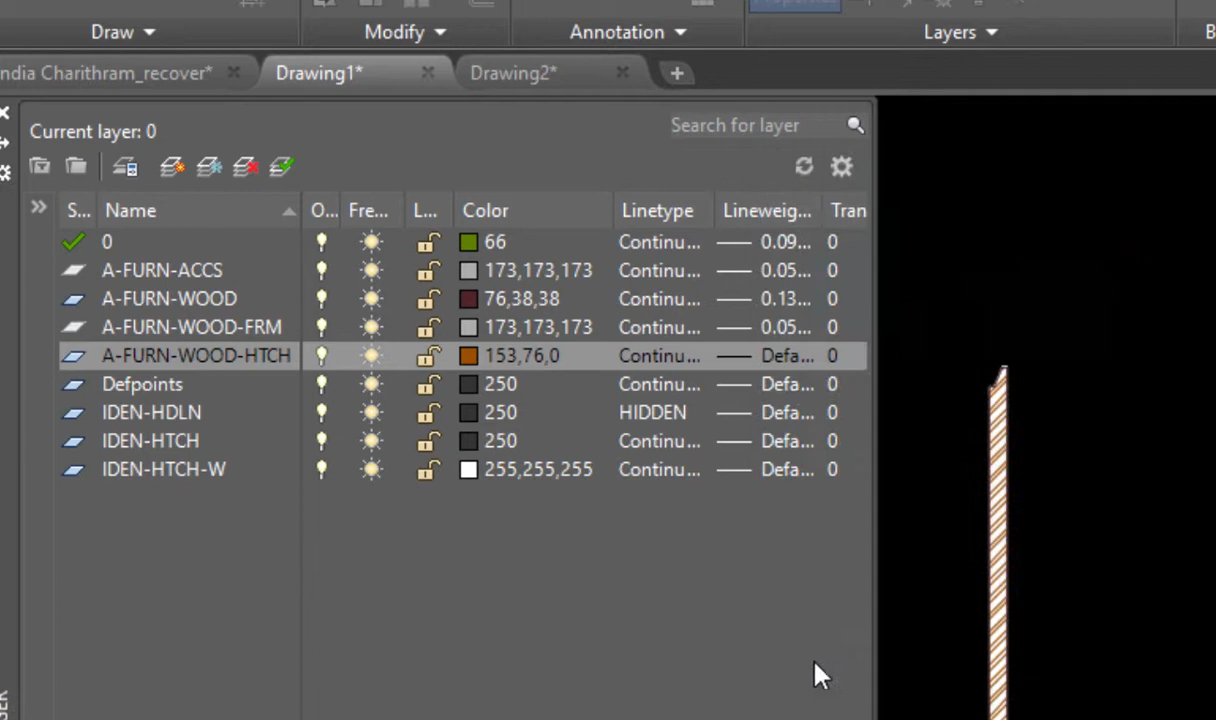 Draw Modify Annotation Layers B
ndia Charithram_recover* Drawing1* Drawing2*
Current layer: 0 Search for layer
S... Name O... Fre... L... Color Linetype Lineweig... Tran
0 66 Continu... 0.09... 0
A-FURN-ACCS 173,173,173 Continu... 0.05... 0
A-FURN-WOOD 76,38,38 Continu... 0.13... 0
A-FURN-WOOD-FRM 173,173,173 Continu... 0.05... 0
A-FURN-WOOD-HTCH 153,76,0 Continu... Defa... 0
Defpoints 250 Continu... Defa... 0
IDEN-HDLN 250 HIDDEN Defa... 0
IDEN-HTCH 250 Continu... Defa... 0
IDEN-HTCH-W 255,255,255 Continu... Defa... 0